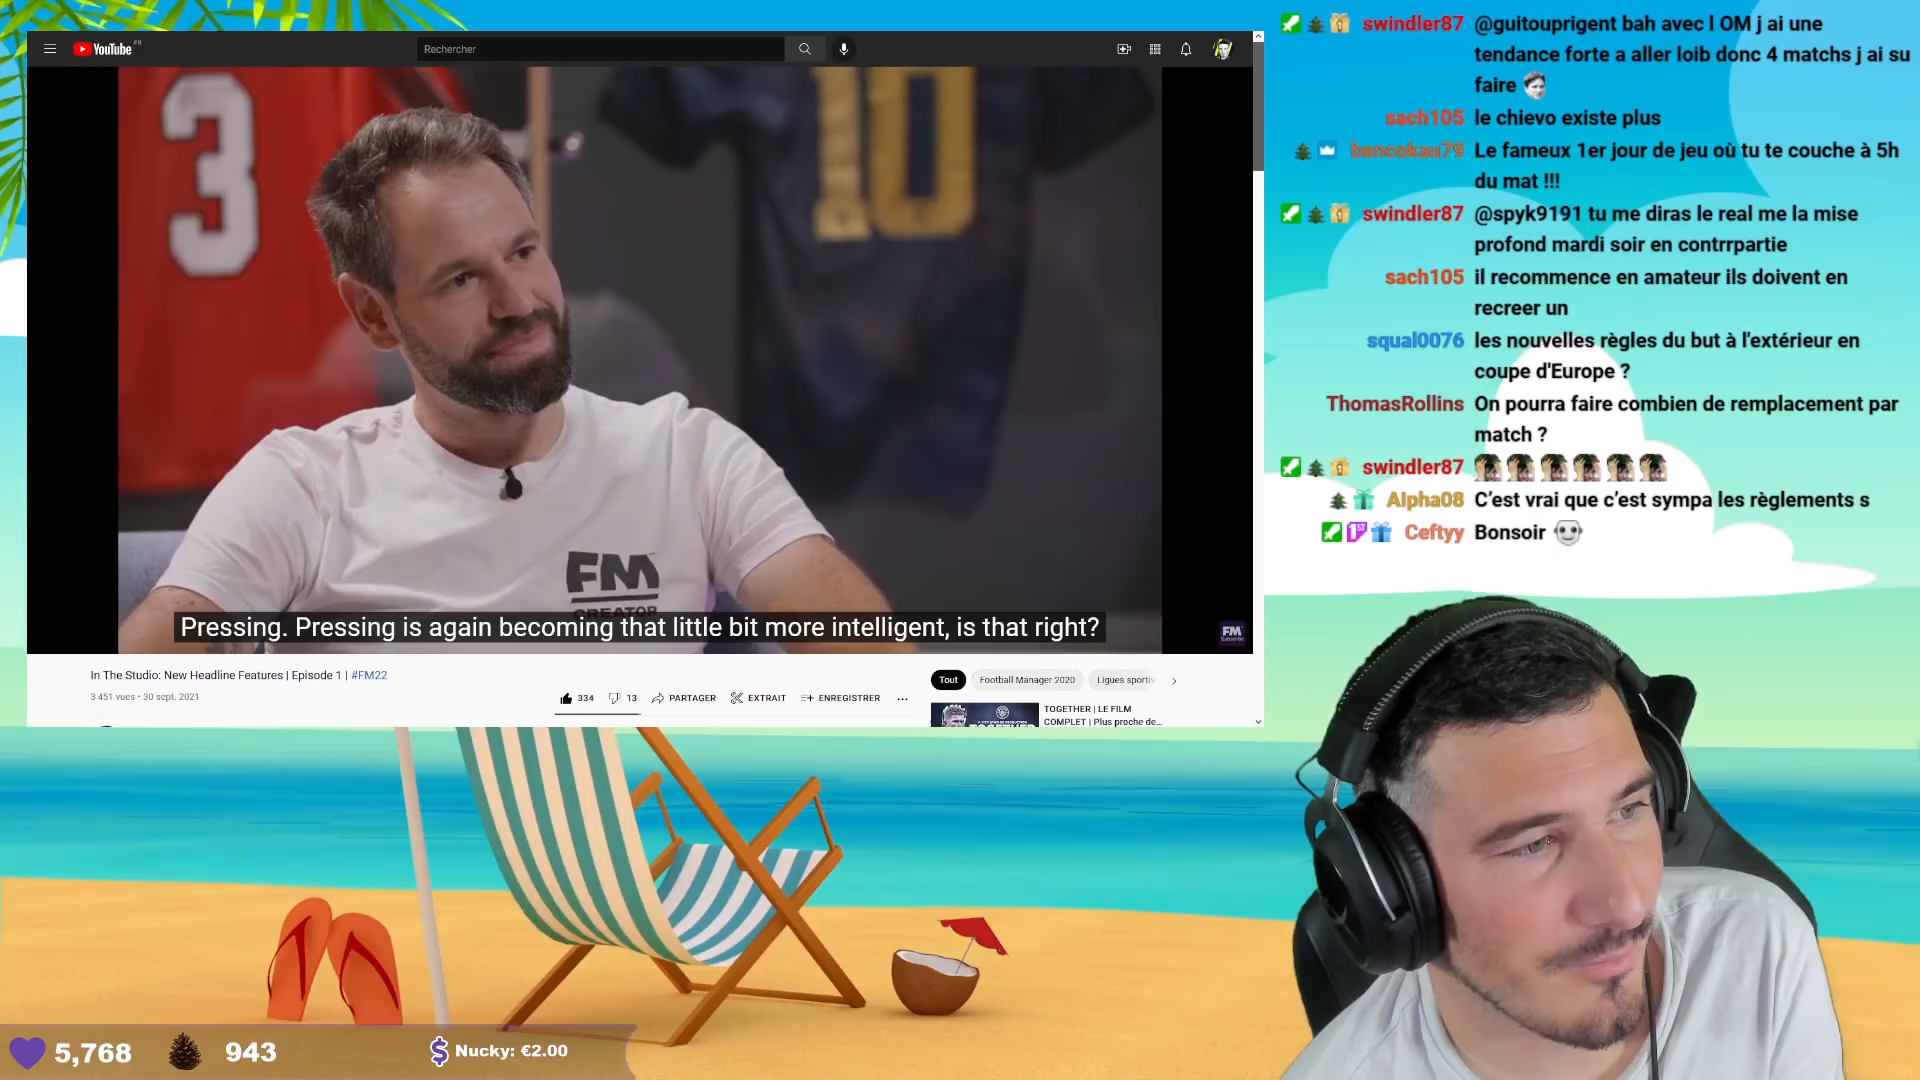 YouTube FR
Rechercher
3
10
FM
CREATOR
Pressing. Pressing is again becoming that little bit more intelligent, is that right?
FM
Subscribe
In The Studio: New Headline Features | Episode 1 | #FM22
3 451 vues • 30 sept. 2021
334
13
PARTAGER
EXTRAIT
ENREGISTRER
Tout
Football Manager 2020
Ligues sporti
TOGETHER | LE FILM
COMPLET | Plus proche de...
swindler87 @guitouprigent bah avec l OM j ai une
tendance forte a aller loib donc 4 matchs j ai su
faire
sach105 le chievo existe plus
bencokau79 Le fameux 1er jour de jeu où tu te couche à 5h
du mat !!!
swindler87 @spyk9191 tu me diras le real me la mise
profond mardi soir en contrrpartie
sach105 il recommence en amateur ils doivent en
recreer un
squal0076 les nouvelles règles du but à l'extérieur en
coupe d'Europe ?
ThomasRollins On pourra faire combien de remplacement par
match ?
swindler87
Alpha08 C'est vrai que c'est sympa les règlements s
Ceftyy Bonsoir
5,768
943
$ Nucky: €2.00